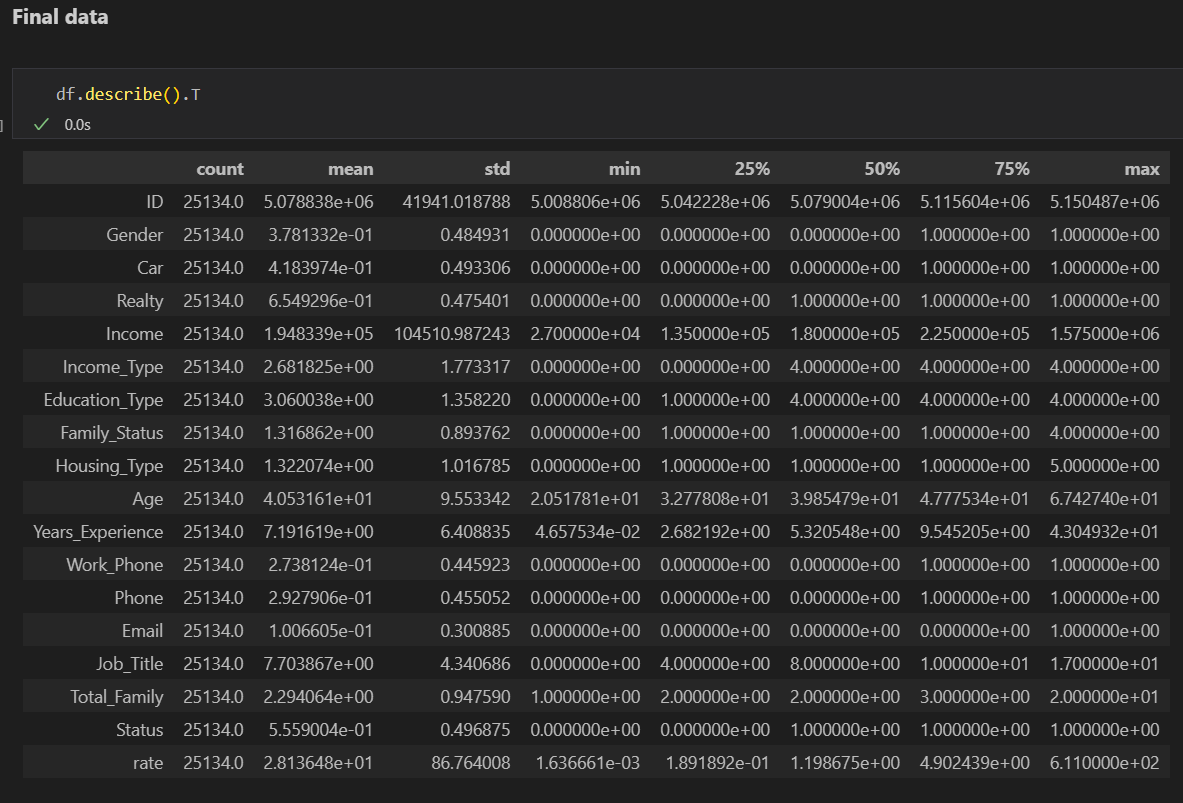 Final data
df.describe().T
]
0.0s
count mean std min 25% 50% 75% max
ID 25134.0 5.078838e+06 41941.018788 5.008806e+06 5.042228e+06 5.079004e+06 5.115604e+06 5.150487e+06
Gender 25134.0 3.781332e-01 0.484931 0.000000e+00 0.000000e+00 0.000000e+00 1.000000e+00 1.000000e+00
Car 25134.0 4.183974e-01 0.493306 0.000000e+00 0.000000e+00 0.000000e+00 1.000000e+00 1.000000e+00
Realty 25134.0 6.549296e-01 0.475401 0.000000e+00 0.000000e+00 1.000000e+00 1.000000e+00 1.000000e+00
Income 25134.0 1.948339e+05 104510.987243 2.700000e+04 1.350000e+05 1.800000e+05 2.250000e+05 1.575000e+06
Income_Type 25134.0 2.681825e+00 1.773317 0.000000e+00 0.000000e+00 4.000000e+00 4.000000e+00 4.000000e+00
Education_Type 25134.0 3.060038e+00 1.358220 0.000000e+00 1.000000e+00 4.000000e+00 4.000000e+00 4.000000e+00
Family_Status 25134.0 1.316862e+00 0.893762 0.000000e+00 1.000000e+00 1.000000e+00 1.000000e+00 4.000000e+00
Housing_Type 25134.0 1.322074e+00 1.016785 0.000000e+00 1.000000e+00 1.000000e+00 1.000000e+00 5.000000e+00
Age 25134.0 4.053161e+01 9.553342 2.051781e+01 3.277808e+01 3.985479e+01 4.777534e+01 6.742740e+01
Years_Experience 25134.0 7.191619e+00 6.408835 4.657534e-02 2.682192e+00 5.320548e+00 9.545205e+00 4.304932e+01
Work_Phone 25134.0 2.738124e-01 0.445923 0.000000e+00 0.000000e+00 0.000000e+00 1.000000e+00 1.000000e+00
Phone 25134.0 2.927906e-01 0.455052 0.000000e+00 0.000000e+00 0.000000e+00 1.000000e+00 1.000000e+00
Email 25134.0 1.006605e-01 0.300885 0.000000e+00 0.000000e+00 0.000000e+00 0.000000e+00 1.000000e+00
Job_Title 25134.0 7.703867e+00 4.340686 0.000000e+00 4.000000e+00 8.000000e+00 1.000000e+01 1.700000e+01
Total_Family 25134.0 2.294064e+00 0.947590 1.000000e+00 2.000000e+00 2.000000e+00 3.000000e+00 2.000000e+01
Status 25134.0 5.559004e-01 0.496875 0.000000e+00 0.000000e+00 1.000000e+00 1.000000e+00 1.000000e+00
rate 25134.0 2.813648e+01 86.764008 1.636661e-03 1.891892e-01 1.198675e+00 4.902439e+00 6.110000e+02